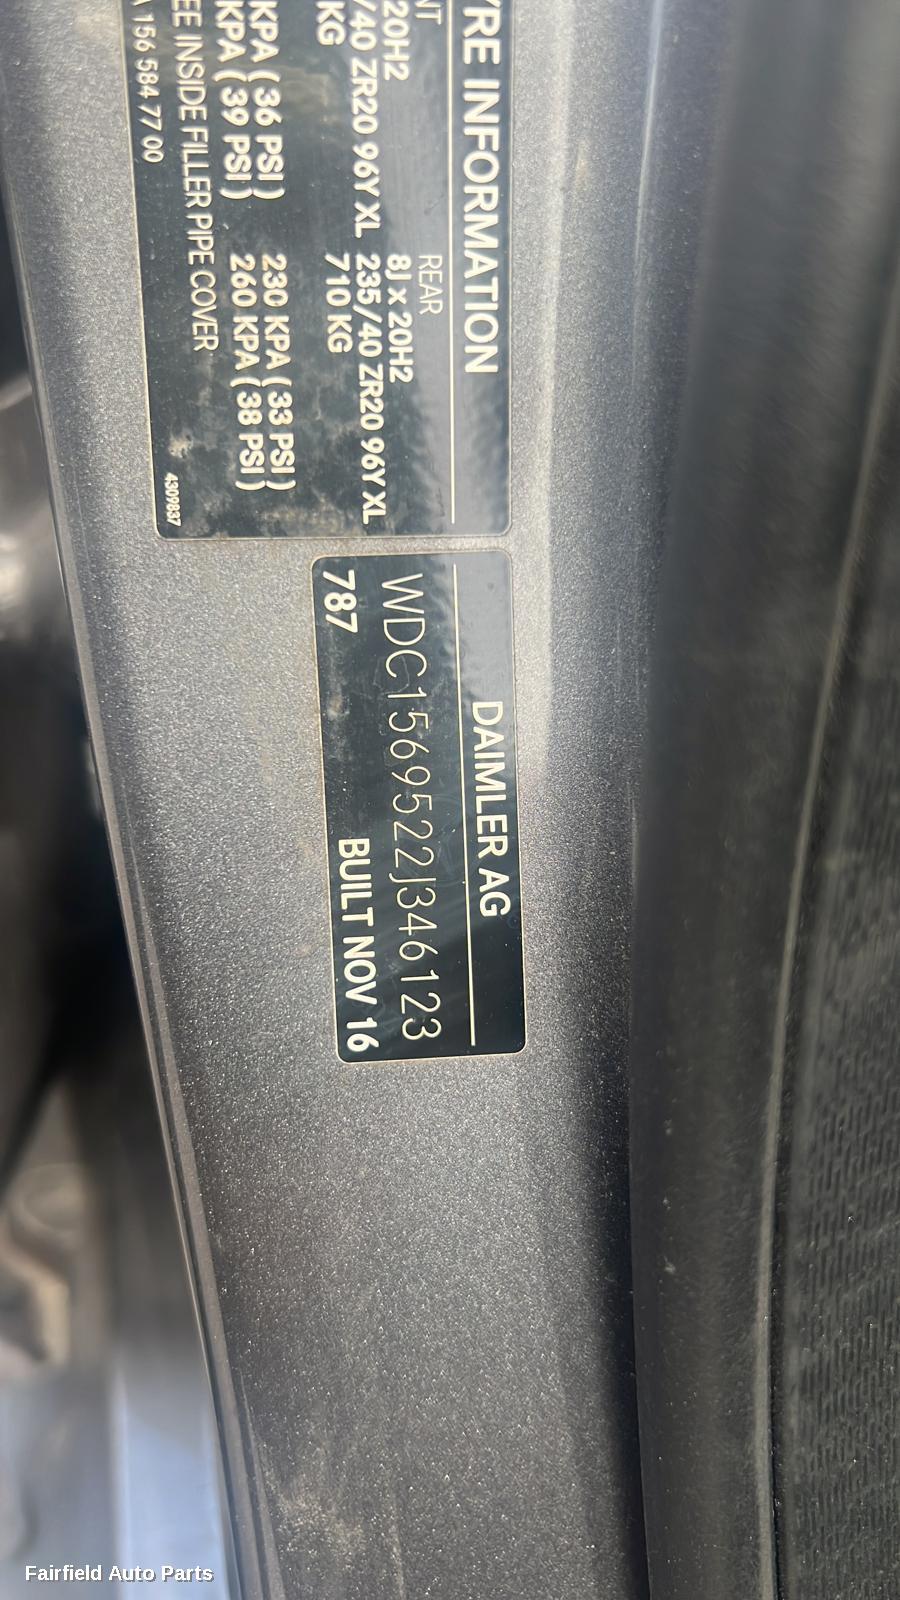 YRE INFORMATION
NT REAR
20H2 8J x 20H2
/40 ZR20 96Y XL 235/40 ZR20 96Y XL
KG 710 KG
KPA ( 36 PSI ) 230 KPA ( 33 PSI )
KPA ( 39 PSI ) 260 KPA ( 38 PSI )
EE INSIDE FILLER PIPE COVER
A 156 584 77 00 4309837
DAIMLER AG
WDC1569522J346123
787 BUILT NOV 16
Fairfield Auto Parts